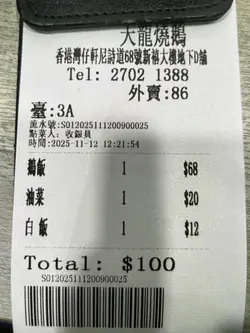 天龍燒鵝
香港灣仔軒尼詩道68號新禧大樓地下D舖
Tel: 2702 1388
外賣:86
臺:3A
流水號:S012025111200900025
點菜人: 收銀員
時間:2025-11-12 12:21:54
鵝飯 1 $68
油菜 1 $20
白飯 1 $12
Total: $100
S012025111200900025